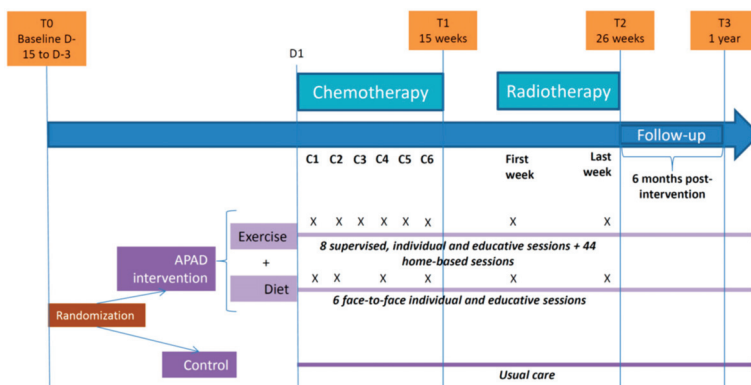 T0
Baseline D-
15 to D-3
T1
15 weeks
T2
26 weeks
T3
1 year
D1
Chemotherapy
Radiotherapy
Follow-up
C1 C2 C3 C4 C5 C6
First
week
Last
week
6 months post-
intervention
X X X X X X X X
Exercise
8 supervised, individual and educative sessions + 44
home-based sessions
APAD
intervention
+
X X X X X X
Diet
6 face-to-face individual and educative sessions
Randomization
Control
Usual care